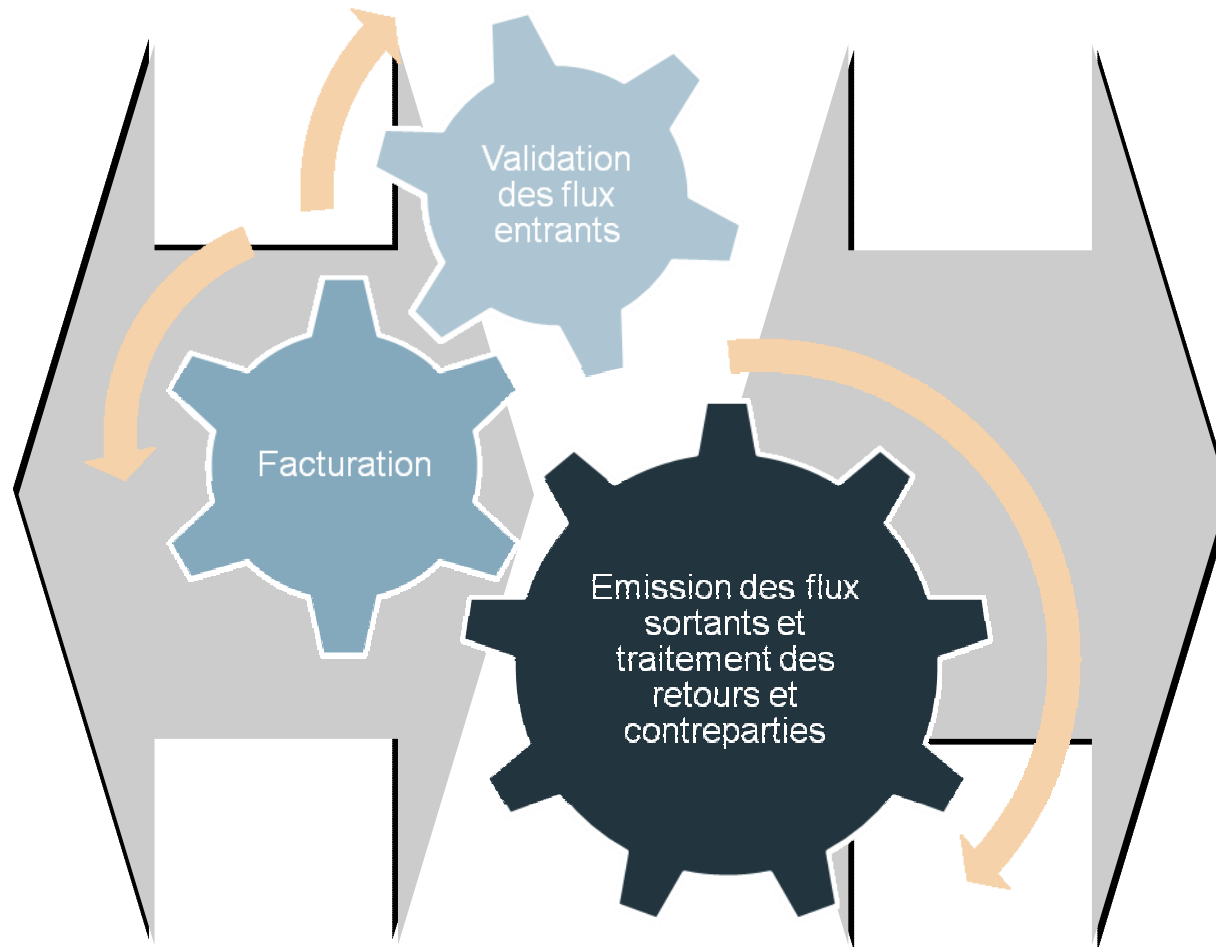 Validation
des flux
entrants
Facturation
Emission des flux
sortants et
traitement des
retours et
contreparties